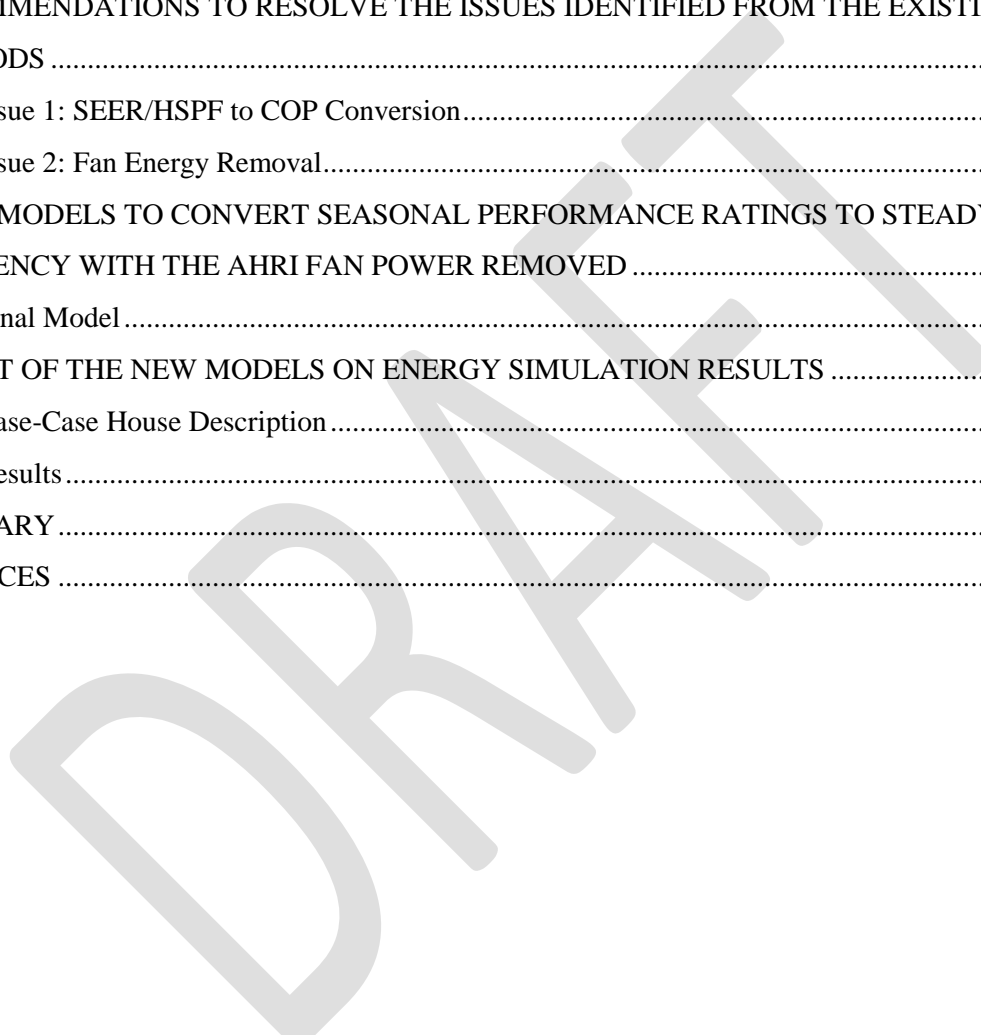 MMENDATIONS TO RESOLVE THE ISSUES IDENTIFIED FROM THE EXISTI
ODS ........................................................................
sue 1: SEER/HSPF to COP Conversion........................................
sue 2: Fan Energy Removal........................................
MODELS TO CONVERT SEASONAL PERFORMANCE RATINGS TO STEADY
ENCY WITH THE AHRI FAN POWER REMOVED ........................................
nal Model........................................
T OF THE NEW MODELS ON ENERGY SIMULATION RESULTS ....................
ase-Case House Description........................................
esults........................................
ARY ........................................
CES ........................................
DRAFT